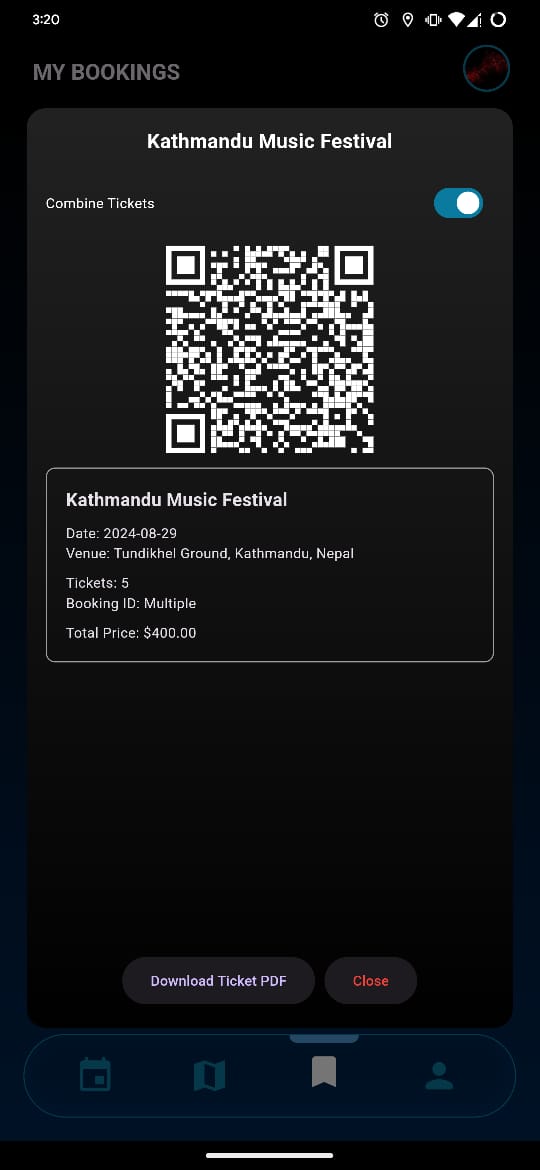 3:20
MY BOOKINGS
Kathmandu Music Festival
Combine Tickets
Kathmandu Music Festival
Date: 2024-08-29
Venue: Tundikhel Ground, Kathmandu, Nepal
Tickets: 5
Booking ID: Multiple
Total Price: $400.00
Download Ticket PDF
Close